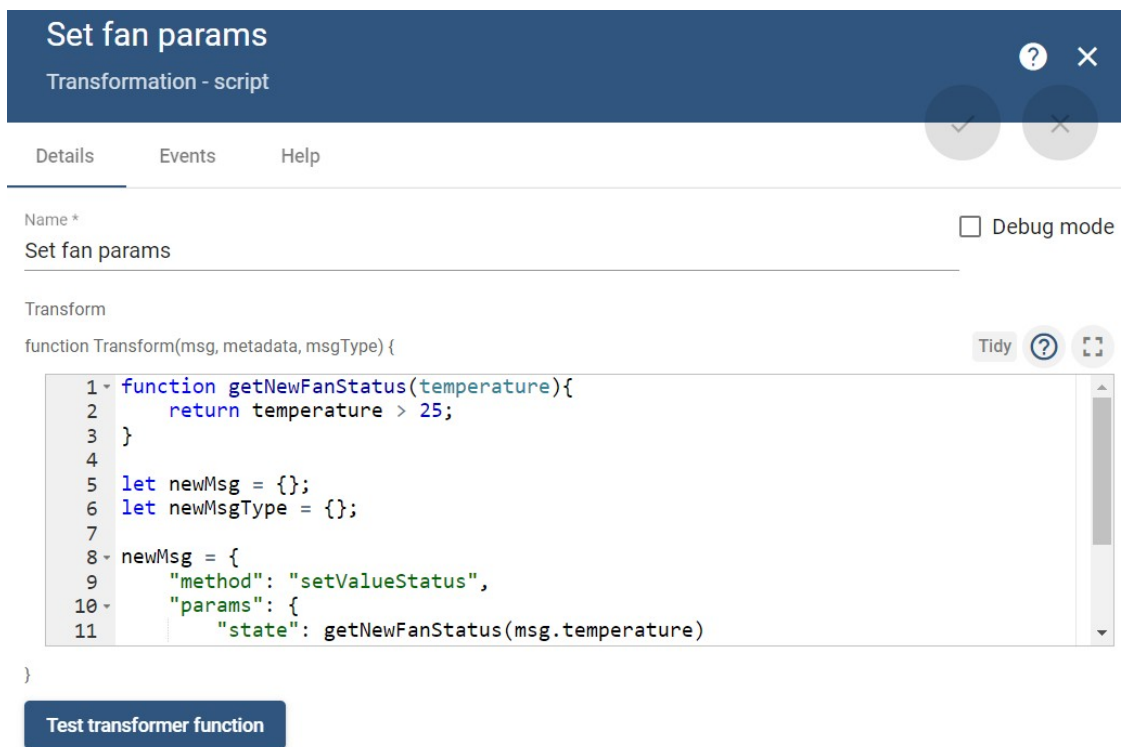 Set fan params
Transformation - script
Details Events Help
Name *
Set fan params
Debug mode
Transform
function Transform(msg, metadata, msgType) {
Tidy
1 function getNewFanStatus(temperature){
2     return temperature > 25;
3 }
4
5 let newMsg = {};
6 let newMsgType = {};
7
8 newMsg = {
9     "method": "setValueStatus",
10     "params": {
11         "state": getNewFanStatus(msg.temperature)
}
Test transformer function